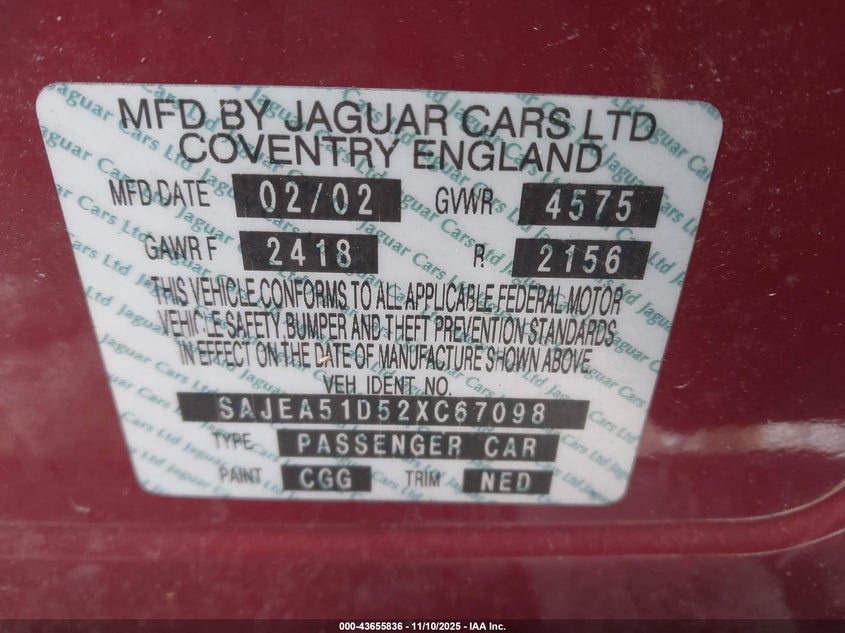 MFD BY JAGUAR CARS LTD
COVENTRY ENGLAND
MFD DATE 02/02 GVWR 4575
GAWR F 2418 R 2156
THIS VEHICLE CONFORMS TO ALL APPLICABLE FEDERAL MOTOR
VEHICLE SAFETY BUMPER AND THEFT PREVENTION STANDARDS
IN EFFECT ON THE DATE OF MANUFACTURE SHOWN ABOVE
VEH IDENT NO.
SAJEA51D52XC67098
TYPE PASSENGER CAR
PAINT CGG TRIM NED
000-43655836 - 11/10/2025 - IAA Inc.